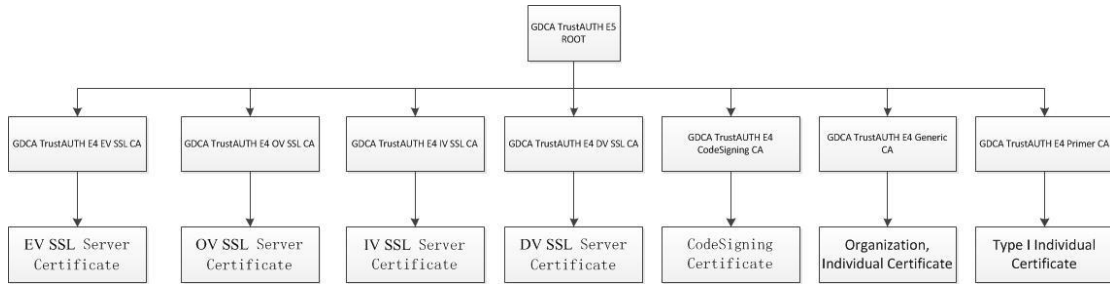 GDCA TrustAUTH E5
ROOT
GDCA TrustAUTH E4 EV SSL CA
GDCA TrustAUTH E4 OV SSL CA
GDCA TrustAUTH E4 IV SSL CA
GDCA TrustAUTH E4 DV SSL CA
GDCA TrustAUTH E4
CodeSigning CA
GDCA TrustAUTH E4 Generic
CA
GDCA TrustAUTH E4 Primer CA
EV SSL Server
Certificate
OV SSL Server
Certificate
IV SSL Server
Certificate
DV SSL Server
Certificate
CodeSigning
Certificate
Organization,
Individual Certificate
Type I Individual
Certificate